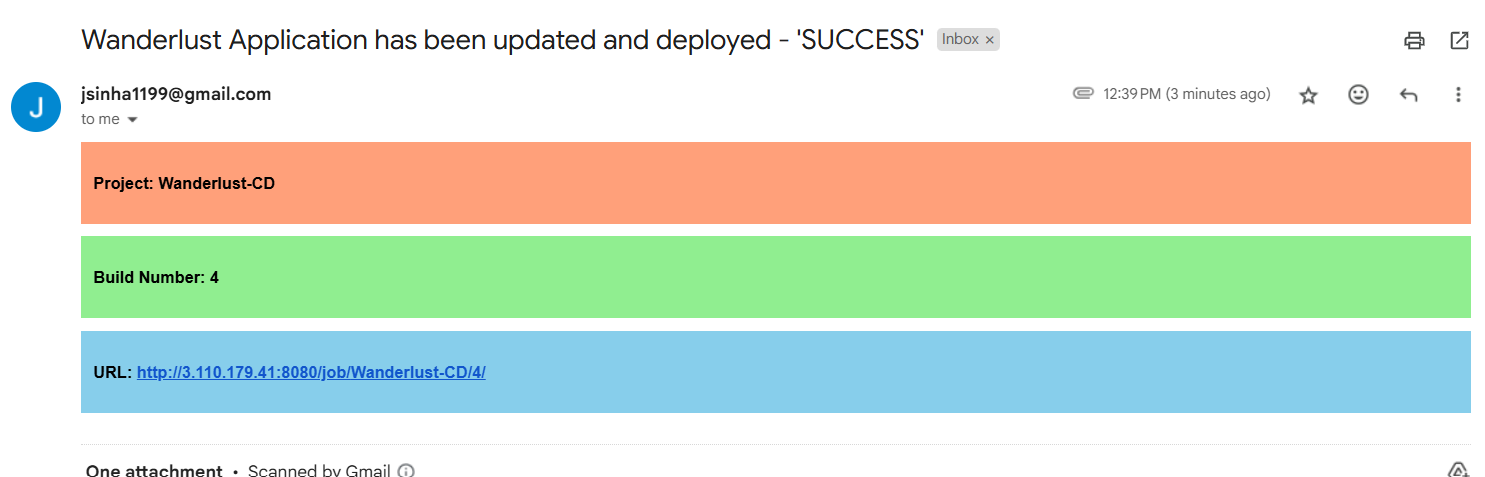 Wanderlust Application has been updated and deployed - 'SUCCESS' Inbox ×
J
jsinha1199@gmail.com 12:39 PM (3 minutes ago)
to me
Project: Wanderlust-CD
Build Number: 4
URL: http://3.110.179.41:8080/job/Wanderlust-CD/4/
One attachment • Scanned by Gmail